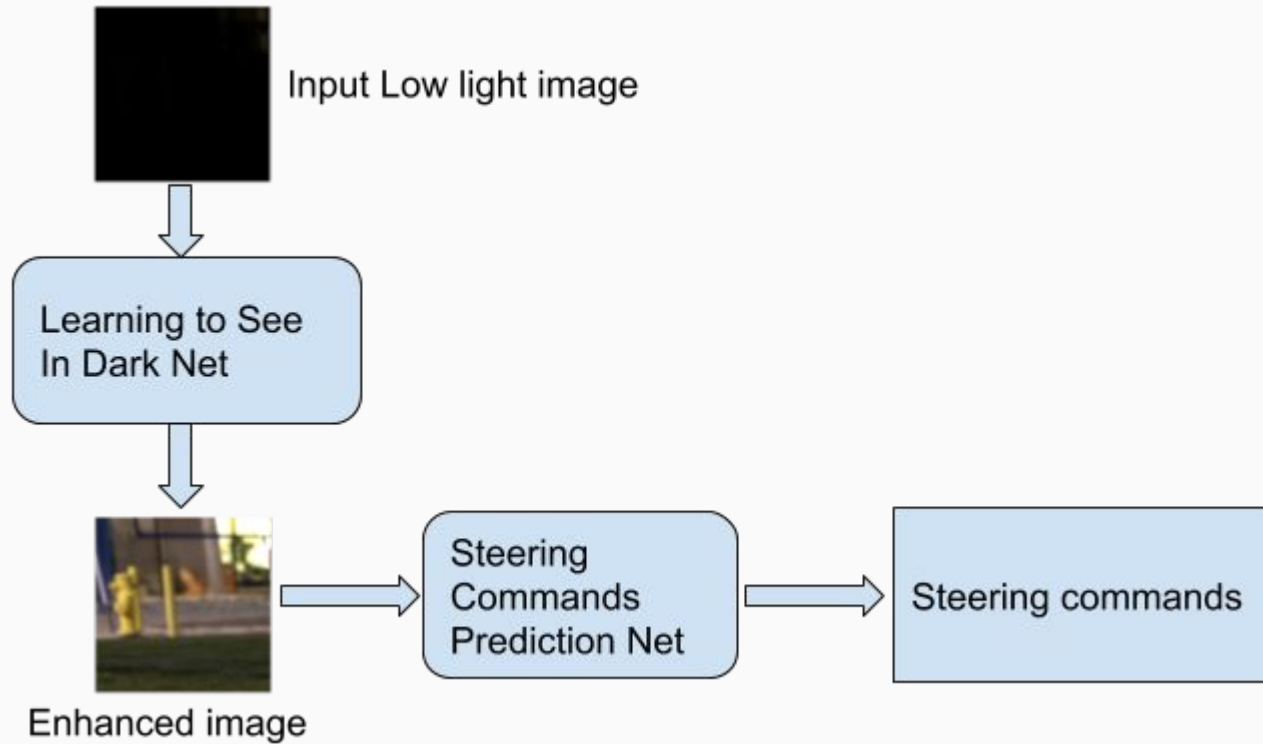 Input Low light image
Learning to See
In Dark Net
Steering
Commands
Prediction Net
Steering commands
Enhanced image